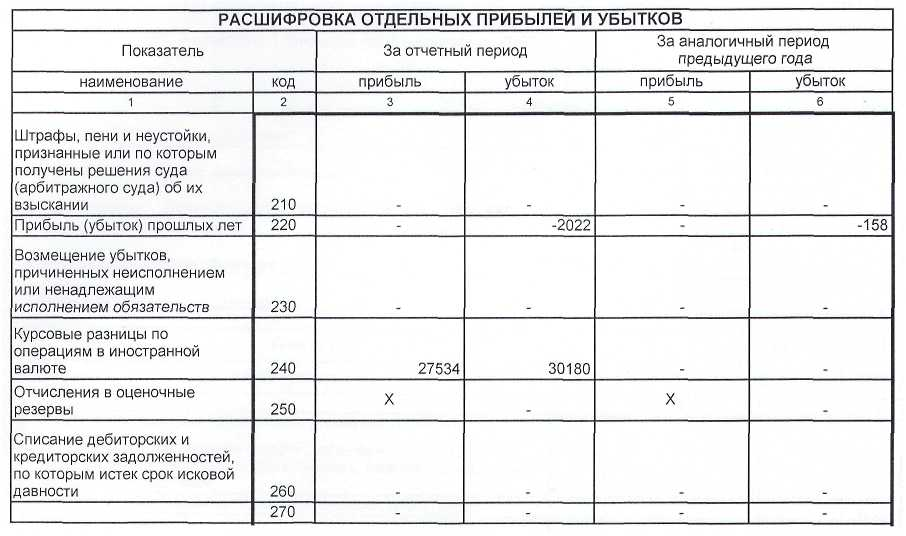 РАСШИФРОВКА ОТДЕЛЬНЫХ ПРИБЫЛЕЙ И УБЫТКОВ
Показатель За отчетный период За аналогичный период
предыдущего года
наименование код прибыль убыток прибыль убыток
1 2 3 4 5 6
Штрафы, пени и неустойки,
признанные или по которым
получены решения суда
(арбитражного суда) об их
взыскании 210 - - - -
Прибыль (убыток) прошлых лет 220 - -2022 - -158
Возмещение убытков,
причиненных неисполнением
или ненадлежащим
исполнением обязательств 230 - - - -
Курсовые разницы по
операциям в иностранной
валюте 240 27534 30180 - -
Отчисления в оценочные
резервы 250 X - X -
Списание дебиторских и
кредиторских задолженностей,
по которым истек срок исковой
давности 260 - - - -
270 - - - -